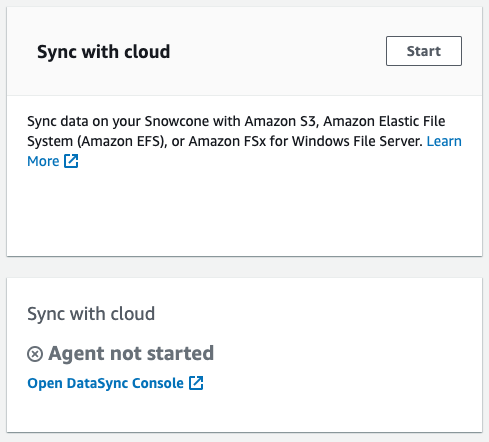 Sync with cloud
Start
Sync data on your Snowcone with Amazon S3, Amazon Elastic File
System (Amazon EFS), or Amazon FSx for Windows File Server. Learn
More
Sync with cloud
Agent not started
Open DataSync Console